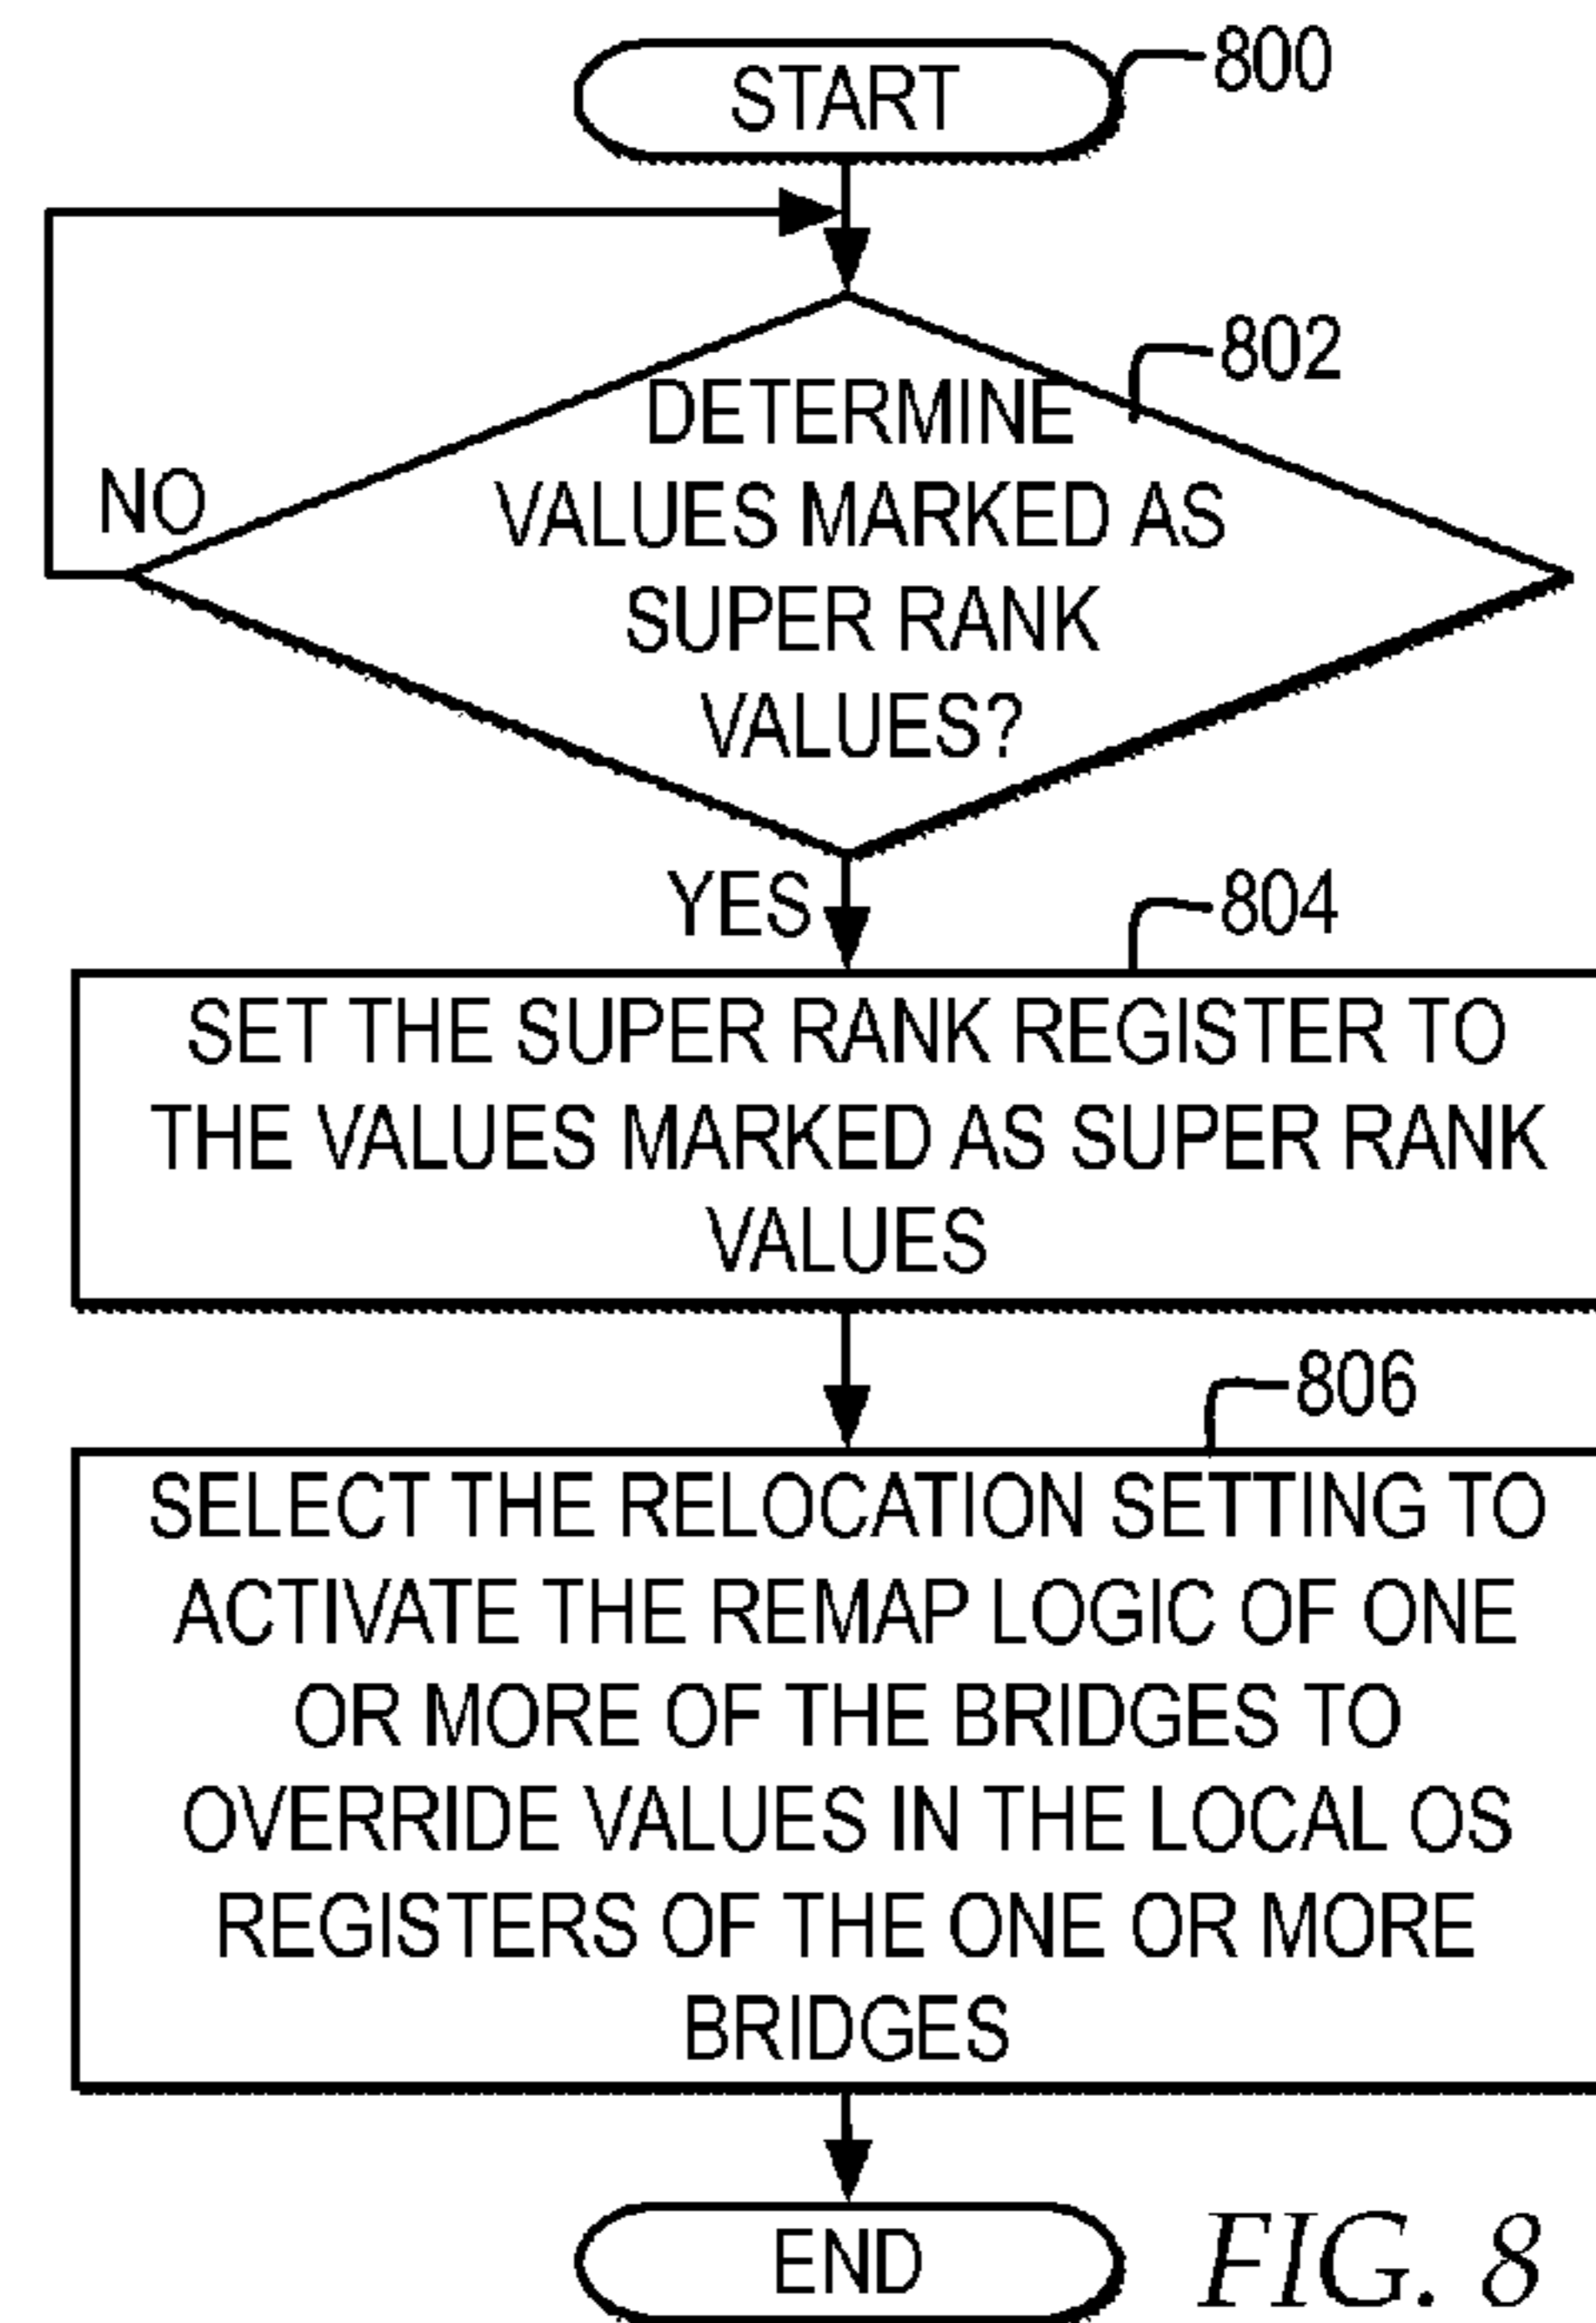 START
800
802
DETERMINE
VALUES MARKED AS
SUPER RANK
VALUES?
NO
YES
804
SET THE SUPER RANK REGISTER TO
THE VALUES MARKED AS SUPER RANK
VALUES
806
SELECT THE RELOCATION SETTING TO
ACTIVATE THE REMAP LOGIC OF ONE
OR MORE OF THE BRIDGES TO
OVERRIDE VALUES IN THE LOCAL OS
REGISTERS OF THE ONE OR MORE
BRIDGES
END
FIG. 8